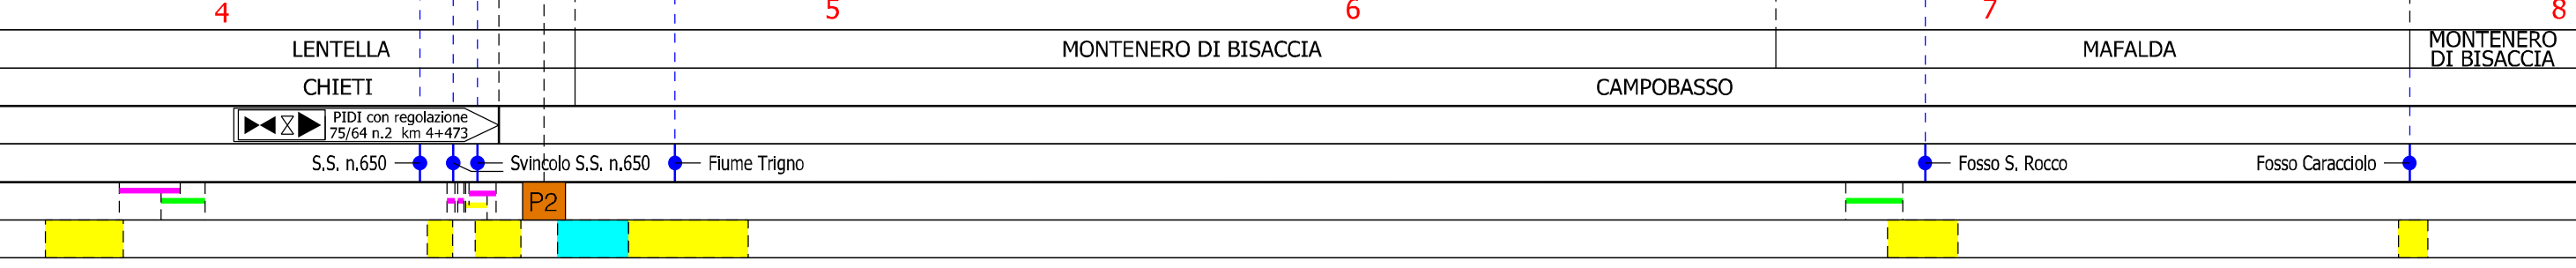 4 5 6 7 8
LENTELLA MONTENERO DI BISACCIA MAFALDA MONTENERO
DI BISACCIA
CHIETI CAMPOBASSO
PIDI con regolazione
75/64 n.2 km 4+473
S.S. n.650 Svincolo S.S. n.650 Fiume Trigno Fosso S. Rocco Fosso Caracciolo
P2